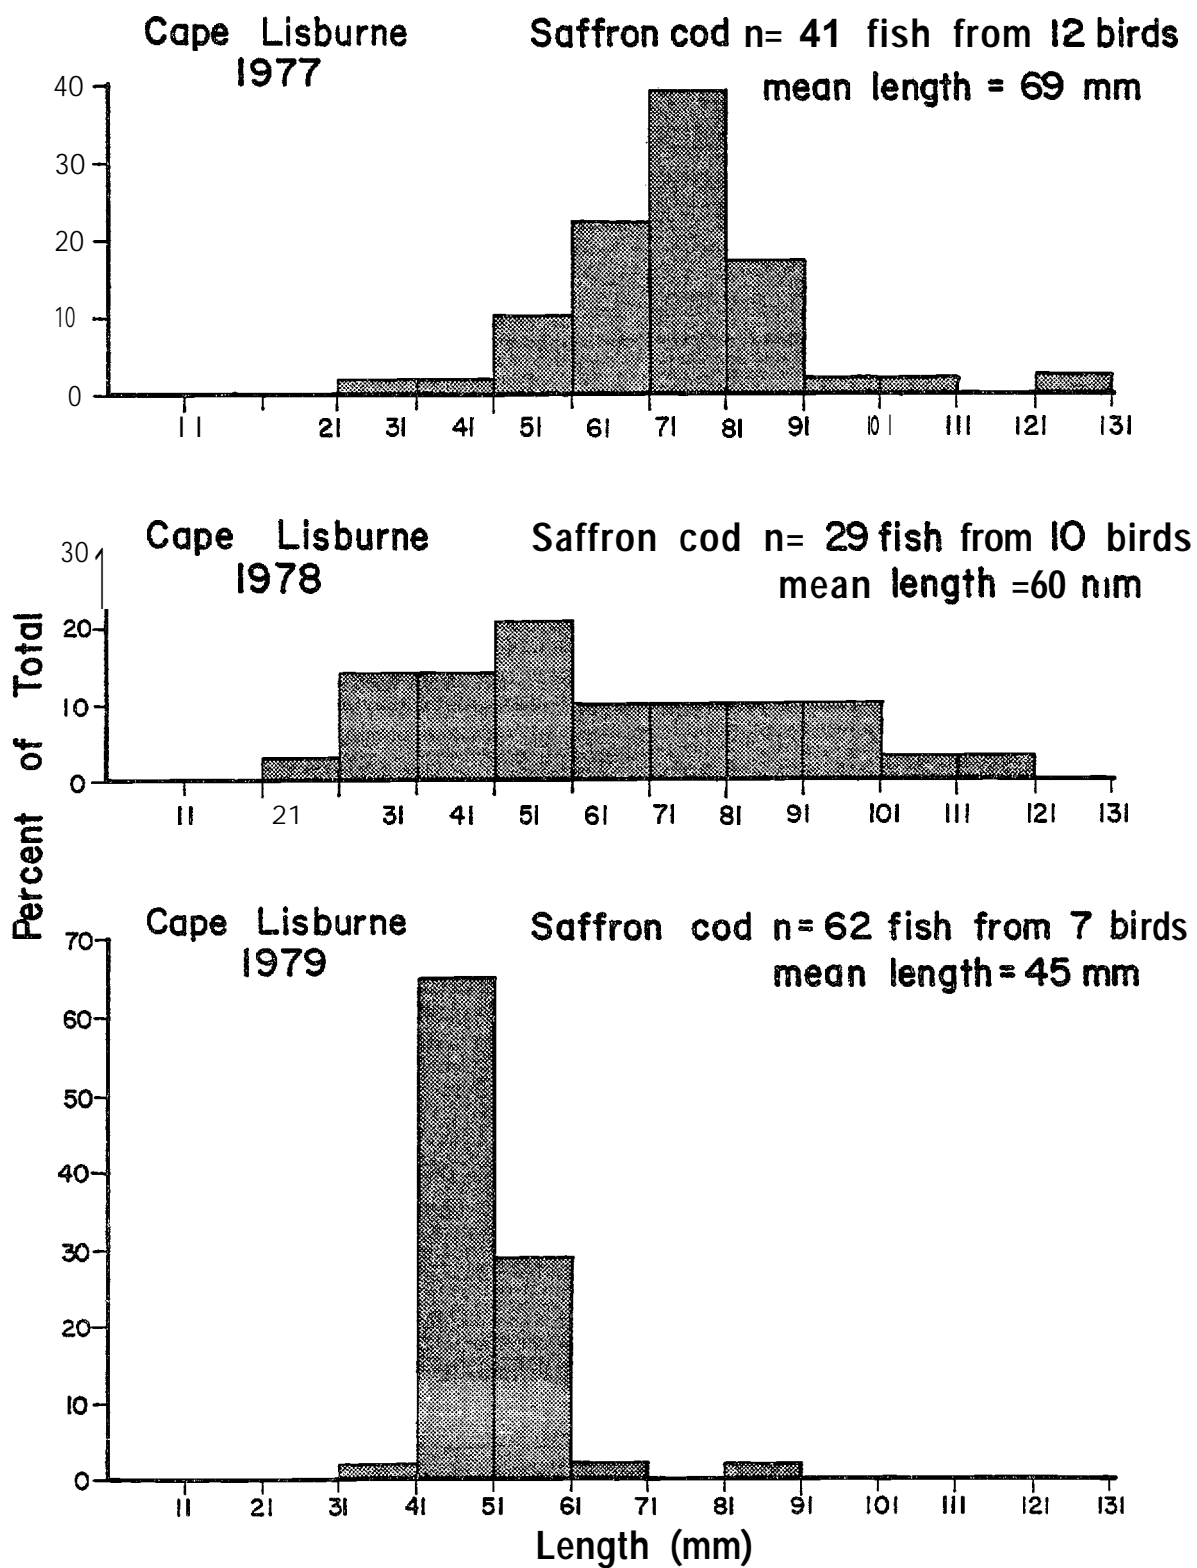 Cape Lisburne
1977
Saffron cod n= 41 fish from 12 birds
mean length = 69 mm
40
30
20
10
0
11 21 31 41 51 61 71 81 91 101 111 121 131
Cape Lisburne
1978
Saffron cod n= 29 fish from 10 birds
mean length =60 mm
30
20
10
0
11 21 31 41 51 61 71 81 91 101 111 121 131
Percent of Total
Cape Lisburne
1979
Saffron cod n= 62 fish from 7 birds
mean length = 45 mm
70
60
50
40
30
20
10
0
11 21 31 41 51 61 71 81 91 101 111 121 131
Length (mm)